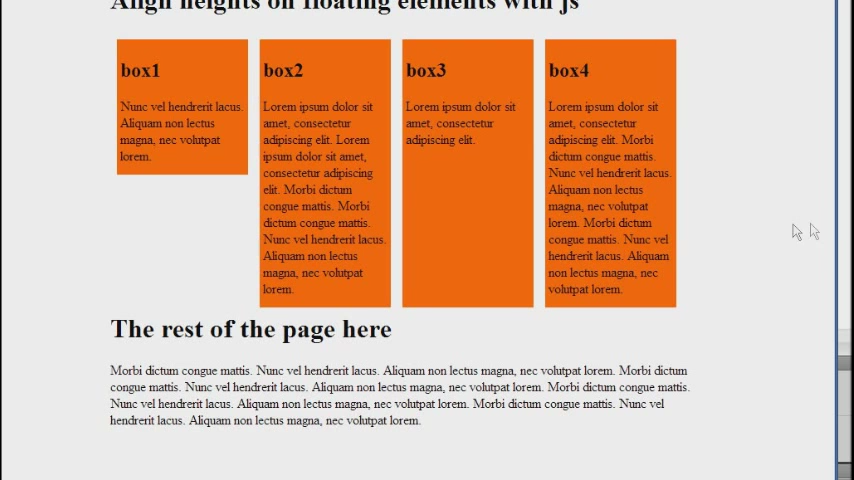 Align heights on floating elements with js
box1
Nunc vel hendrerit lacus.
Aliquam non lectus
magna, nec volutpat
lorem.
box2
Lorem ipsum dolor sit
amet, consectetur
adipiscing elit. Lorem
ipsum dolor sit amet,
consectetur adipiscing
elit. Morbi dictum
congue mattis. Morbi
dictum congue mattis.
Nunc vel hendrerit lacus.
Aliquam non lectus
magna, nec volutpat
lorem.
box3
Lorem ipsum dolor sit
amet, consectetur
adipiscing elit.
box4
Lorem ipsum dolor sit
amet, consectetur
adipiscing elit. Morbi
dictum congue mattis.
Nunc vel hendrerit lacus.
Aliquam non lectus
magna, nec volutpat
lorem. Morbi dictum
congue mattis. Nunc vel
hendrerit lacus. Aliquam
non lectus magna, nec
volutpat lorem.
The rest of the page here
Morbi dictum congue mattis. Nunc vel hendrerit lacus. Aliquam non lectus magna, nec volutpat lorem. Morbi dictum
congue mattis. Nunc vel hendrerit lacus. Aliquam non lectus magna, nec volutpat lorem. Morbi dictum congue mattis.
Nunc vel hendrerit lacus. Aliquam non lectus magna, nec volutpat lorem. Morbi dictum congue mattis. Nunc vel
hendrerit lacus. Aliquam non lectus magna, nec volutpat lorem.